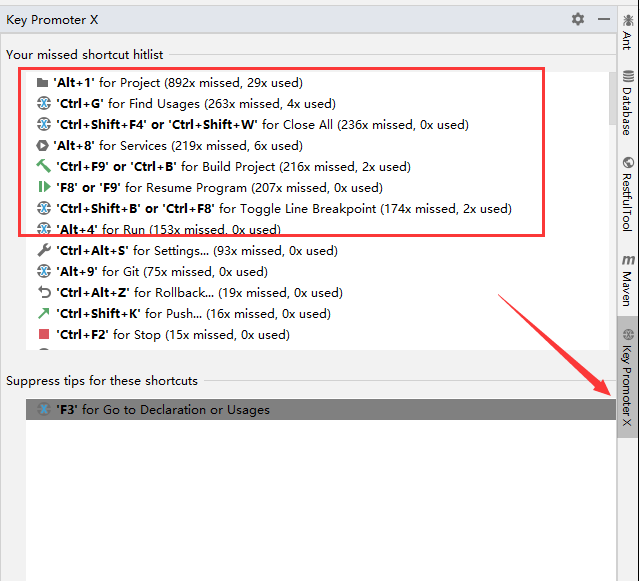 Key Promoter X
Your missed shortcut hitlist
'Alt+1' for Project (892x missed, 29x used)
'Ctrl+G' for Find Usages (263x missed, 4x used)
'Ctrl+Shift+F4' or 'Ctrl+Shift+W' for Close All (236x missed, 0x used)
'Alt+8' for Services (219x missed, 6x used)
'Ctrl+F9' or 'Ctrl+B' for Build Project (216x missed, 2x used)
'F8' or 'F9' for Resume Program (207x missed, 0x used)
'Ctrl+Shift+B' or 'Ctrl+F8' for Toggle Line Breakpoint (174x missed, 2x used)
'Alt+4' for Run (153x missed, 0x used)
'Ctrl+Alt+S' for Settings... (93x missed, 0x used)
'Alt+9' for Git (75x missed, 0x used)
'Ctrl+Alt+Z' for Rollback... (19x missed, 0x used)
'Ctrl+Shift+K' for Push... (16x missed, 0x used)
'Ctrl+F2' for Stop (15x missed, 0x used)
Suppress tips for these shortcuts
'F3' for Go to Declaration or Usages
Ant
Database
RestfulTool
Maven
Key Promoter X